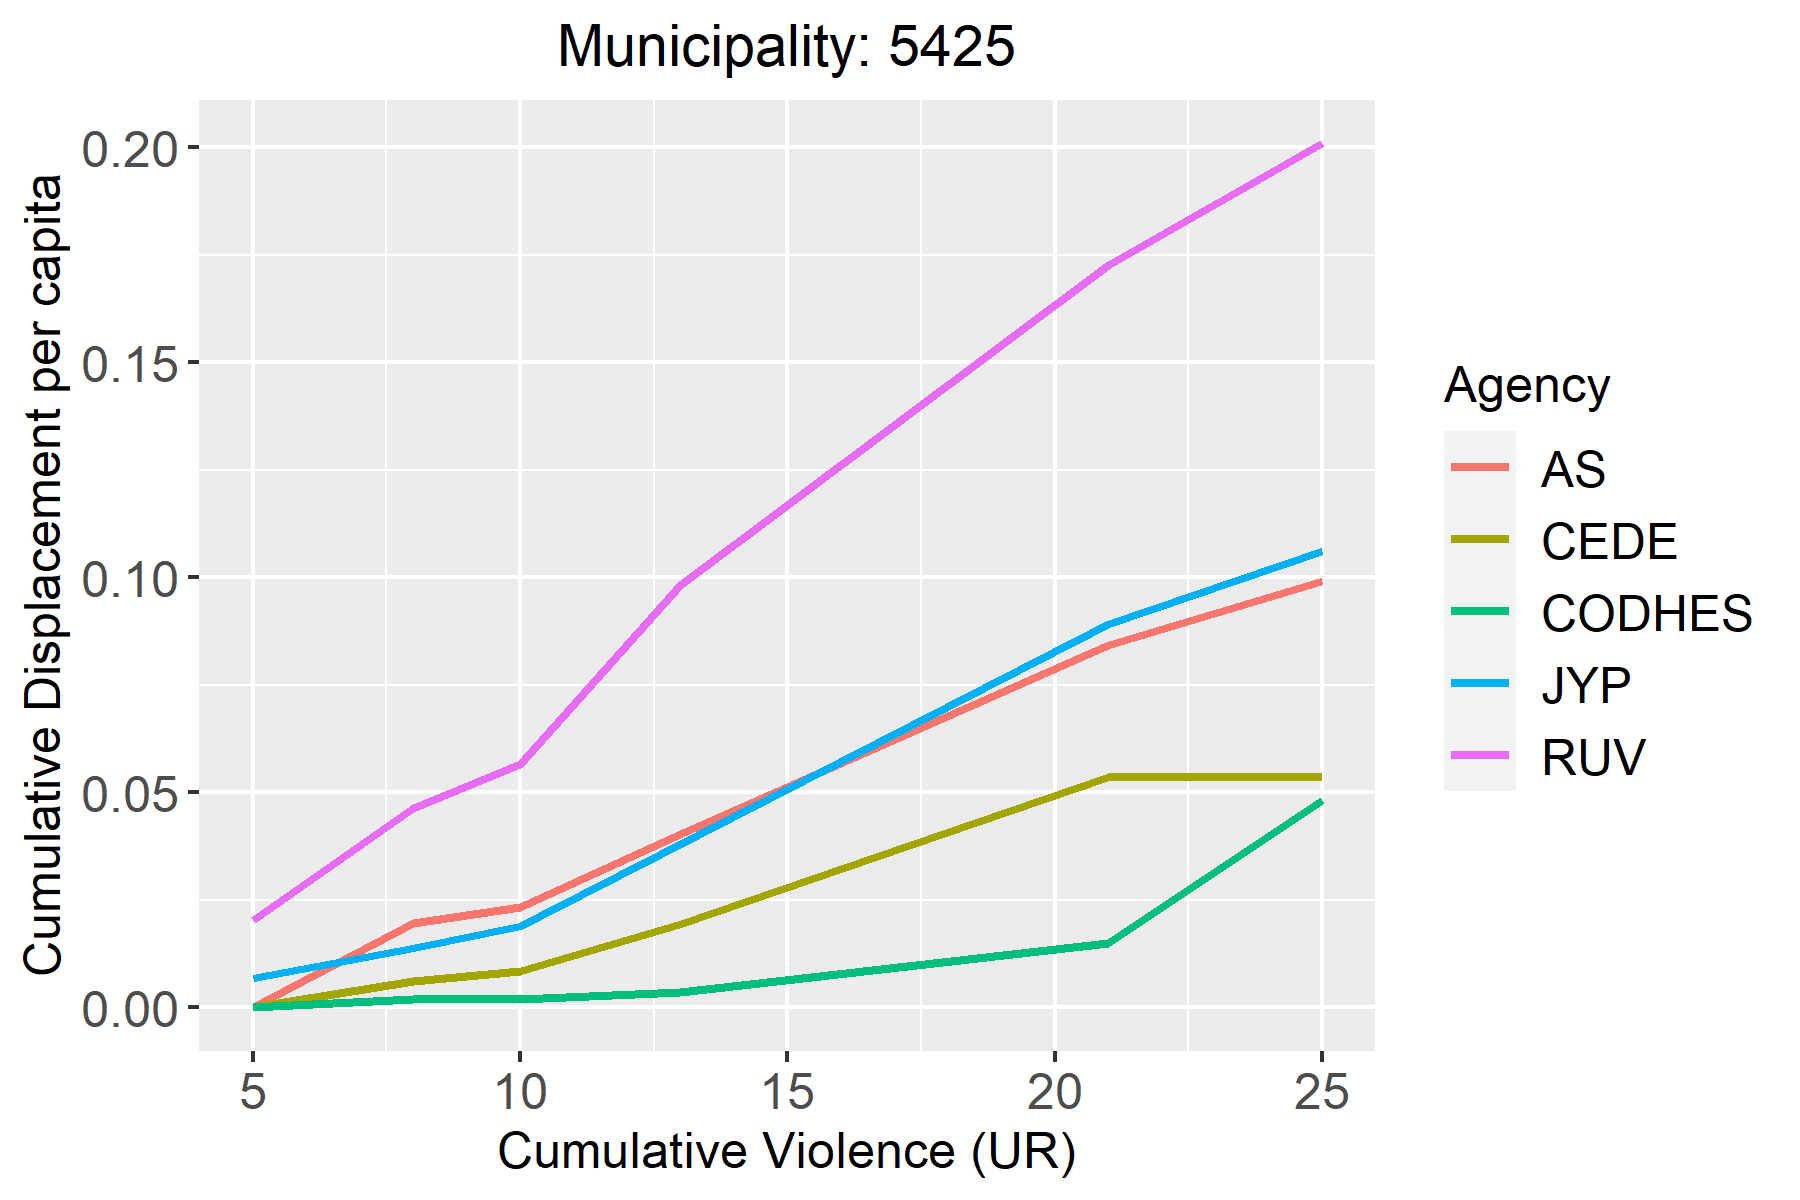 Municipality: 5425
Cumulative Displacement per capita
0.20
0.15
0.10
0.05
0.00
5 10 15 20 25
Cumulative Violence (UR)
Agency
AS
CEDE
CODHES
JYP
RUV